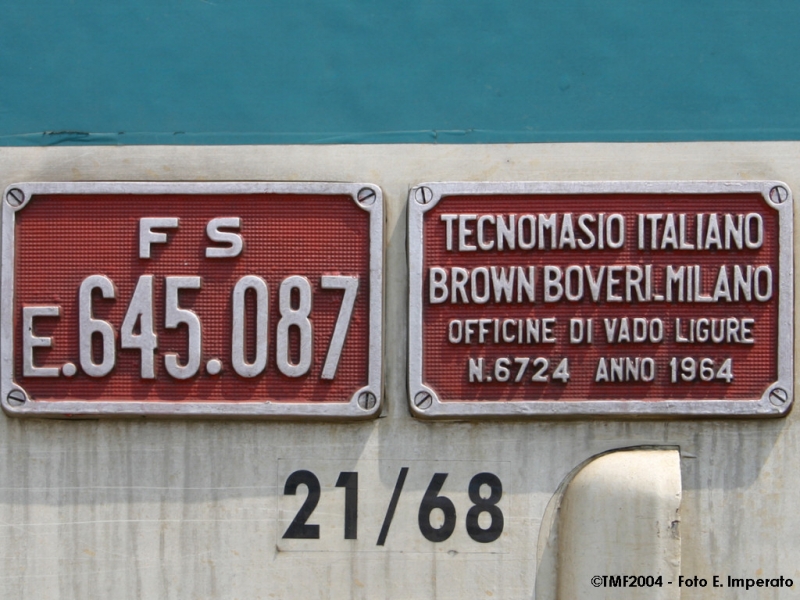 F S
E.645.087
TECNOMASIO ITALIANO
BROWN BOVERI-MILANO
OFFICINE DI VADO LIGURE
N.6724 ANNO 1964
21/68
©TMF2004 - Foto E. Imperato